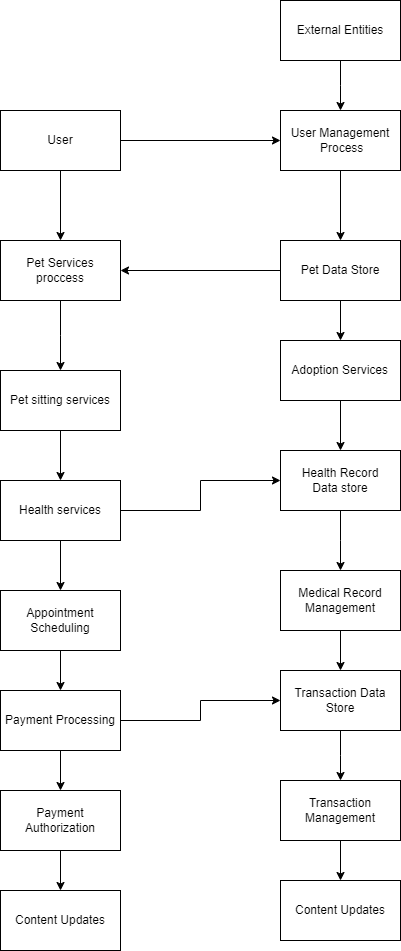 External Entities
User
User Management
Process
Pet Services
proccess
Pet Data Store
Adoption Services
Pet sitting services
Health Record
Data store
Health services
Medical Record
Management
Appointment
Scheduling
Transaction Data
Store
Payment Processing
Transaction
Management
Payment
Authorization
Content Updates
Content Updates